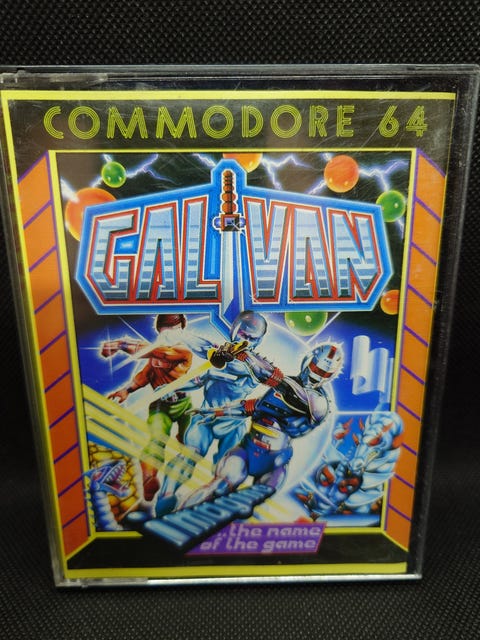 COMMODORE 64
GALIVAN
Imagine
...the name
of the game